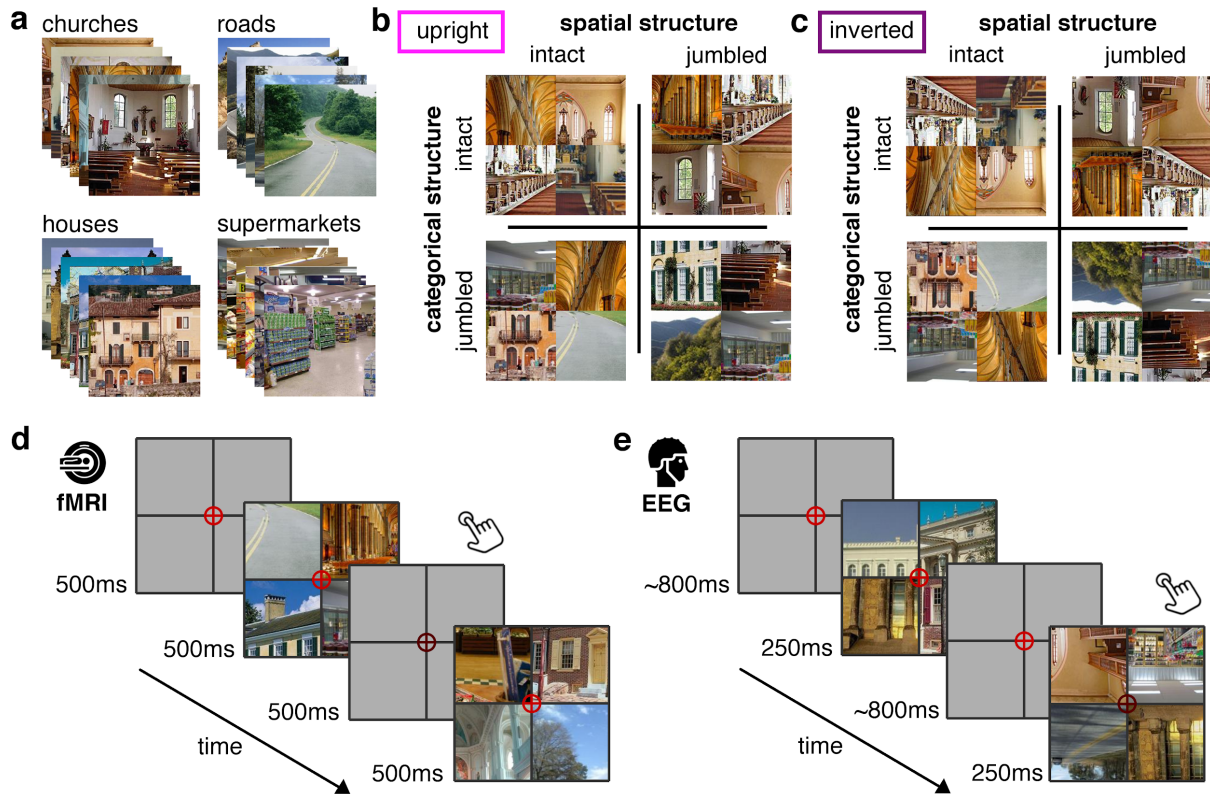 a
churches
roads
houses
supermarkets
b
upright
spatial structure
intact
jumbled
categorical structure
intact
jumbled
c
inverted
spatial structure
intact
jumbled
categorical structure
intact
jumbled
d
fMRI
500ms
500ms
500ms
500ms
time
e
EEG
~800ms
250ms
~800ms
250ms
time